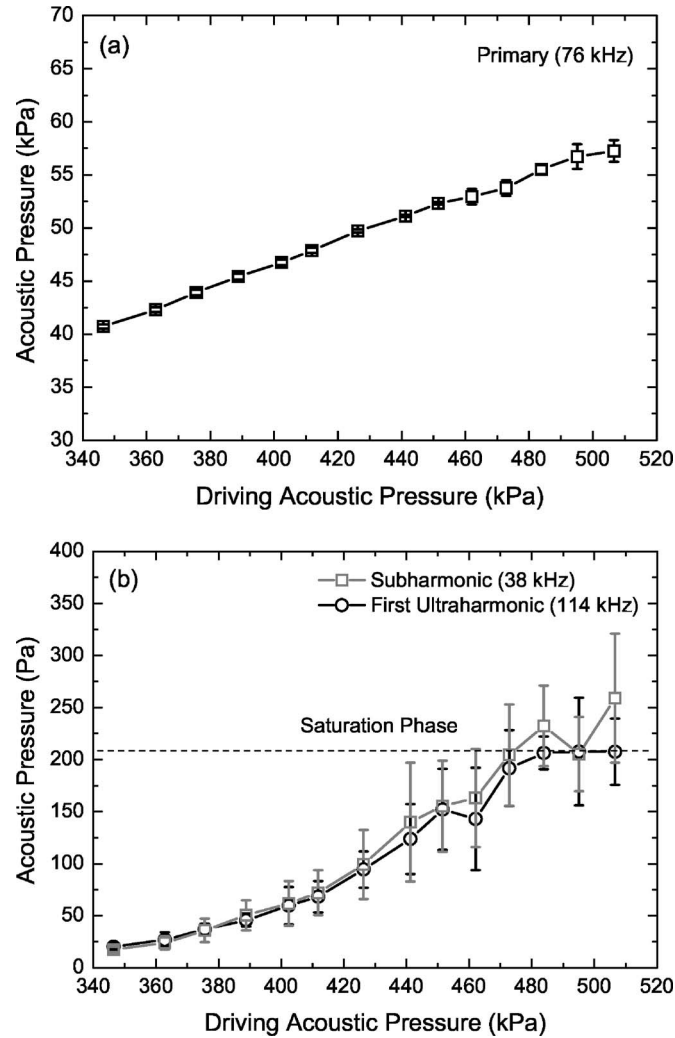 70
(a)
Primary (76 kHz)
65
60
55
50
45
40
35
30
Acoustic Pressure (kPa)
340 360 380 400 420 440 460 480 500 520
Driving Acoustic Pressure (kPa)
400
(b)
Subharmonic (38 kHz)
First Ultraharmonic (114 kHz)
350
300
250
Saturation Phase
200
150
100
50
0
Acoustic Pressure (Pa)
340 360 380 400 420 440 460 480 500 520
Driving Acoustic Pressure (kPa)